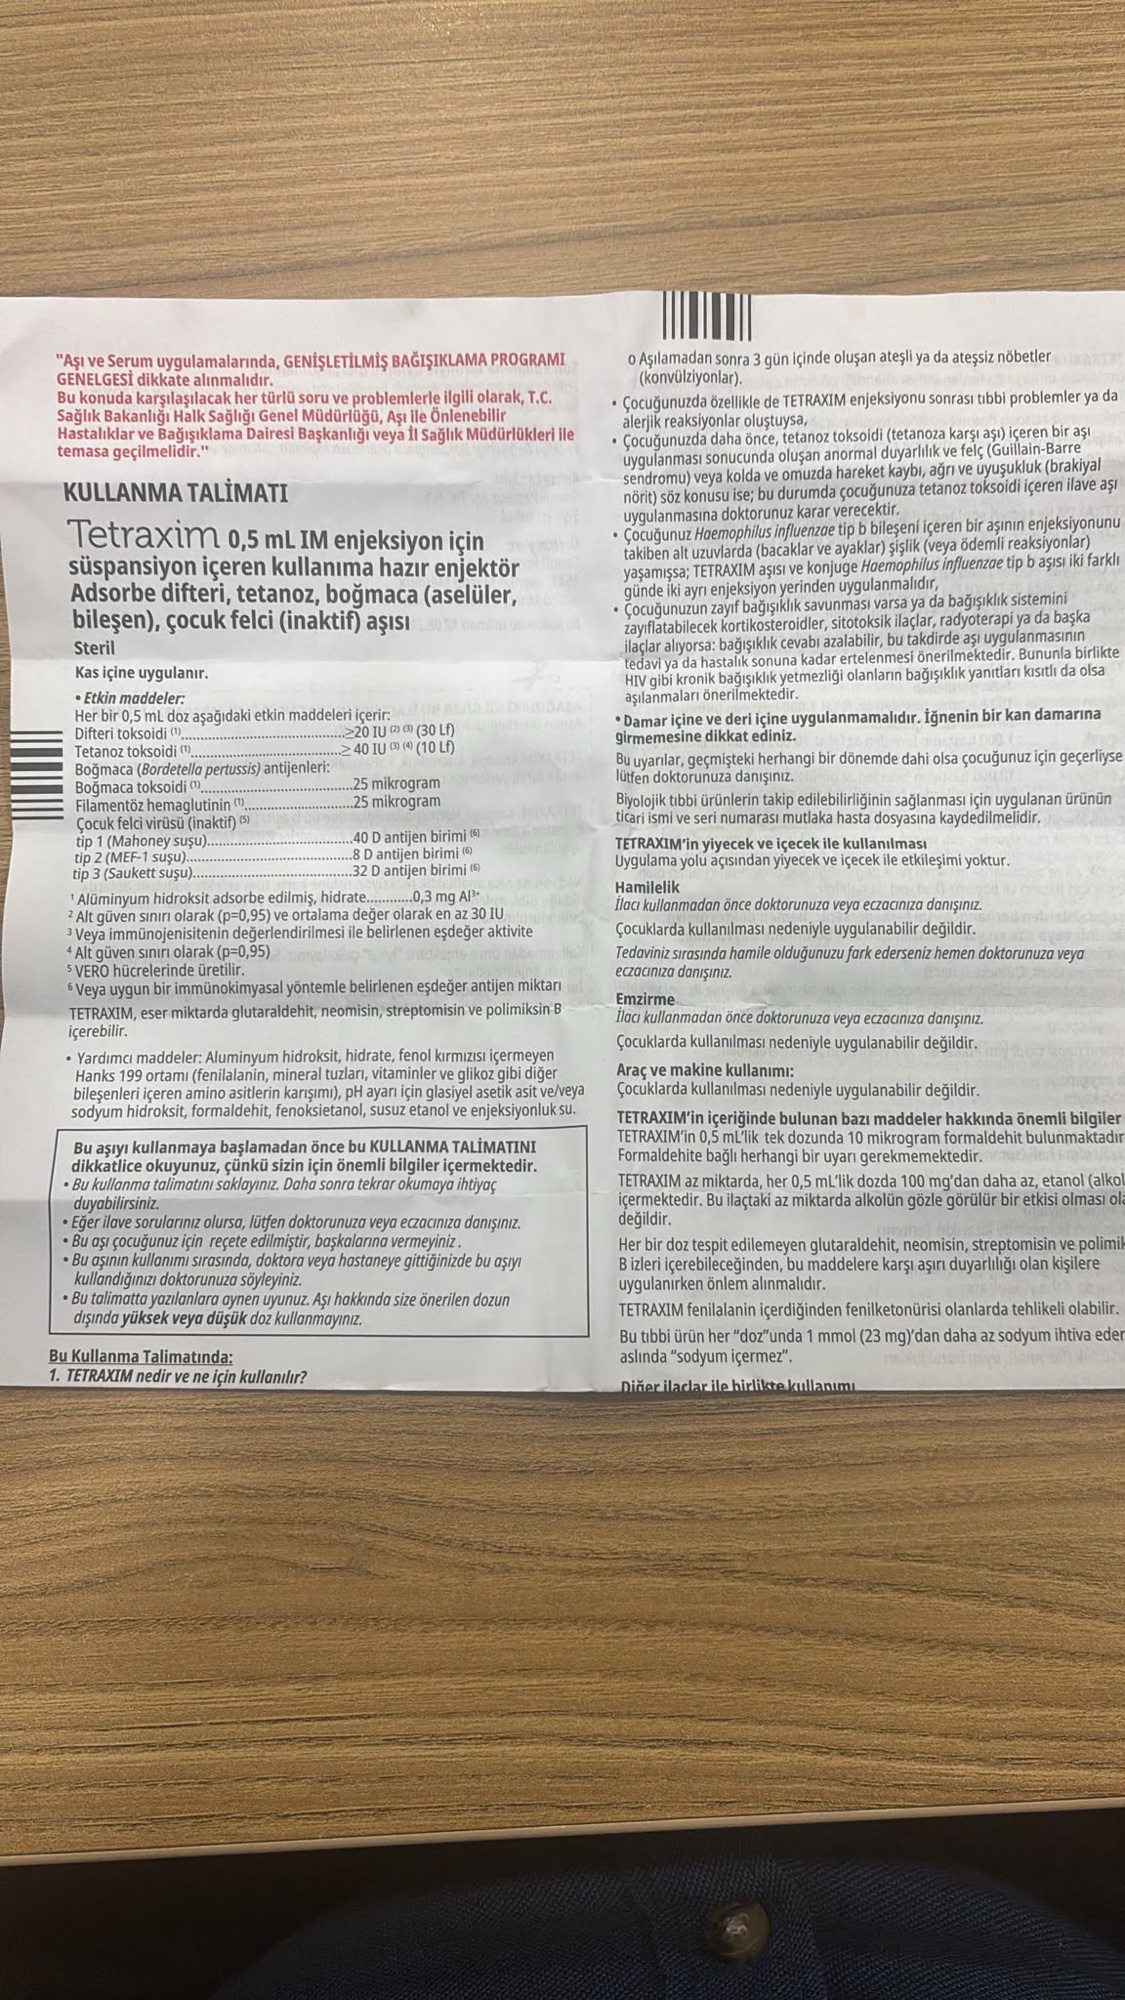 "Aşı ve Serum uygulamalarında, GENİŞLETİLMİŞ BAĞIŞIKLAMA PROGRAMI
GENELGESİ dikkate alınmalıdır.
Bu konuda karşılaşılacak her türlü soru ve problemlerle ilgili olarak, T.C.
Sağlık Bakanlığı Halk Sağlığı Genel Müdürlüğü, Aşı ile Önlenebilir
Hastalıklar ve Bağışıklama Dairesi Başkanlığı veya İl Sağlık Müdürlükleri ile
temasa geçilmelidir."
KULLANMA TALİMATI
Tetraxim 0,5 mL IM enjeksiyon için
süspansiyon içeren kullanıma hazır enjektör
Adsorbe difteri, tetanoz, boğmaca (aselüler,
bileşen), çocuk felci (inaktif) aşısı
Steril
Kas içine uygulanır.
• Etkin maddeler:
Her bir 0,5 mL doz aşağıdaki etkin maddeleri içerir:
Difteri toksoidi (1)..............................≥20 IU (2) (3) (30 Lf)
Tetanoz toksoidi (1)..............................≥ 40 IU (3) (4) (10 Lf)
Boğmaca (Bordetella pertussis) antijenleri:
Boğmaca toksoidi (1)..............................25 mikrogram
Filamentöz hemaglutinin (1)....................25 mikrogram
Çocuk felci virüsü (inaktif) (5)
tip 1 (Mahoney suşu)..............................40 D antijen birimi (6)
tip 2 (MEF-1 suşu)..............................8 D antijen birimi (6)
tip 3 (Saukett suşu)..............................32 D antijen birimi (6)
1 Alüminyum hidroksit adsorbe edilmiş, hidrate............0,3 mg Al3+
2 Alt güven sınırı olarak (p=0,95) ve ortalama değer olarak en az 30 IU
3 Veya immünojenisitenin değerlendirilmesi ile belirlenen eşdeğer aktivite
4 Alt güven sınırı olarak (p=0,95)
5 VERO hücrelerinde üretilir.
6 Veya uygun bir immünokimyasal yöntemle belirlenen eşdeğer antijen miktarı
TETRAXIM, eser miktarda glutaraldehit, neomisin, streptomisin ve polimiksin B
içerebilir.
• Yardımcı maddeler: Aluminyum hidroksit, hidrate, fenol kırmızısı içermeyen
Hanks 199 ortamı (fenilalanin, mineral tuzları, vitaminler ve glikoz gibi diğer
bileşenleri içeren amino asitlerin karışımı), pH ayarı için glasiyel asetik asit ve/veya
sodyum hidroksit, formaldehit, fenoksietanol, susuz etanol ve enjeksiyonluk su.
Bu aşıyı kullanmaya başlamadan önce bu KULLANMA TALİMATINI
dikkatlice okuyunuz, çünkü sizin için önemli bilgiler içermektedir.
• Bu kullanma talimatını saklayınız. Daha sonra tekrar okumaya ihtiyaç
duyabilirsiniz.
• Eğer ilave sorularınız olursa, lütfen doktorunuza veya eczacınıza danışınız.
• Bu aşı çocuğunuz için reçete edilmiştir, başkalarına vermeyiniz.
• Bu aşının kullanımı sırasında, doktora veya hastaneye gittiğinizde bu aşıyı
kullandığınızı doktorunuza söyleyiniz.
• Bu talimatta yazılanlara aynen uyunuz. Aşı hakkında size önerilen dozun
dışında yüksek veya düşük doz kullanmayınız.
Bu Kullanma Talimatında:
1. TETRAXIM nedir ve ne için kullanılır?
o Aşılamadan sonra 3 gün içinde oluşan ateşli ya da ateşsiz nöbetler
(konvülziyonlar).
• Çocuğunuzda özellikle de TETRAXIM enjeksiyonu sonrası tıbbi problemler ya da
alerjik reaksiyonlar oluştuysa,
• Çocuğunuzda daha önce, tetanoz toksoidi (tetanoza karşı aşı) içeren bir aşı
uygulanması sonucunda oluşan anormal duyarlılık ve felç (Guillain-Barre
sendromu) veya kolda ve omuzda hareket kaybı, ağrı ve uyuşukluk (brakiyal
nörit) söz konusu ise; bu durumda çocuğunuza tetanoz toksoidi içeren ilave aşı
uygulanmasına doktorunuz karar verecektir.
• Çocuğunuz Haemophilus influenzae tip b bileşeni içeren bir aşının enjeksiyonunu
takiben alt uzuvlarda (bacaklar ve ayaklar) şişlik (veya ödemli reaksiyonlar)
yaşamışsa; TETRAXIM aşısı ve konjuge Haemophilus influenzae tip b aşısı iki farklı
günde iki ayrı enjeksiyon yerinden uygulanmalıdır,
• Çocuğunuzun zayıf bağışıklık savunması varsa ya da bağışıklık sistemini
zayıflatabilecek kortikosteroidler, sitotoksik ilaçlar, radyoterapi ya da başka
ilaçlar alıyorsa: bağışıklık cevabı azalabilir, bu takdirde aşı uygulanmasının
tedavi ya da hastalık sonuna kadar ertelenmesi önerilmektedir. Bununla birlikte
HIV gibi kronik bağışıklık yetmezliği olanların bağışıklık yanıtları kısıtlı da olsa
aşılanmaları önerilmektedir.
• Damar içine ve deri içine uygulanmamalıdır. İğnenin bir kan damarına
girmemesine dikkat ediniz.
Bu uyarılar, geçmişteki herhangi bir dönemde dahi olsa çocuğunuz için geçerliyse
lütfen doktorunuza danışınız.
Biyolojik tıbbi ürünlerin takip edilebilirliğinin sağlanması için uygulanan ürünün
ticari ismi ve seri numarası mutlaka hasta dosyasına kaydedilmelidir.
TETRAXIM'in yiyecek ve içecek ile kullanılması
Uygulama yolu açısından yiyecek ve içecek ile etkileşimi yoktur.
Hamilelik
İlacı kullanmadan önce doktorunuza veya eczacınıza danışınız.
Çocuklarda kullanılması nedeniyle uygulanabilir değildir.
Tedaviniz sırasında hamile olduğunuzu fark ederseniz hemen doktorunuza veya
eczacınıza danışınız.
Emzirme
İlacı kullanmadan önce doktorunuza veya eczacınıza danışınız.
Çocuklarda kullanılması nedeniyle uygulanabilir değildir.
Araç ve makine kullanımı:
Çocuklarda kullanılması nedeniyle uygulanabilir değildir.
TETRAXIM'in içeriğinde bulunan bazı maddeler hakkında önemli bilgiler
TETRAXIM'in 0,5 mL'lik tek dozunda 10 mikrogram formaldehit bulunmaktadır
Formaldehite bağlı herhangi bir uyarı gerekmemektedir.
TETRAXIM az miktarda, her 0,5 mL'lik dozda 100 mg'dan daha az, etanol (alkol
içermektedir. Bu ilaçtaki az miktarda alkolün gözle görülür bir etkisi olması ola
değildir.
Her bir doz tespit edilemeyen glutaraldehit, neomisin, streptomisin ve polimik
B izleri içerebileceğinden, bu maddelere karşı aşırı duyarlılığı olan kişilere
uygulanırken önlem alınmalıdır.
TETRAXIM fenilalanin içerdiğinden fenilketonürisi olanlarda tehlikeli olabilir.
Bu tıbbi ürün her "doz"unda 1 mmol (23 mg)'dan daha az sodyum ihtiva eder
aslında "sodyum içermez".
Diğer ilaçlar ile birlikte kullanımı